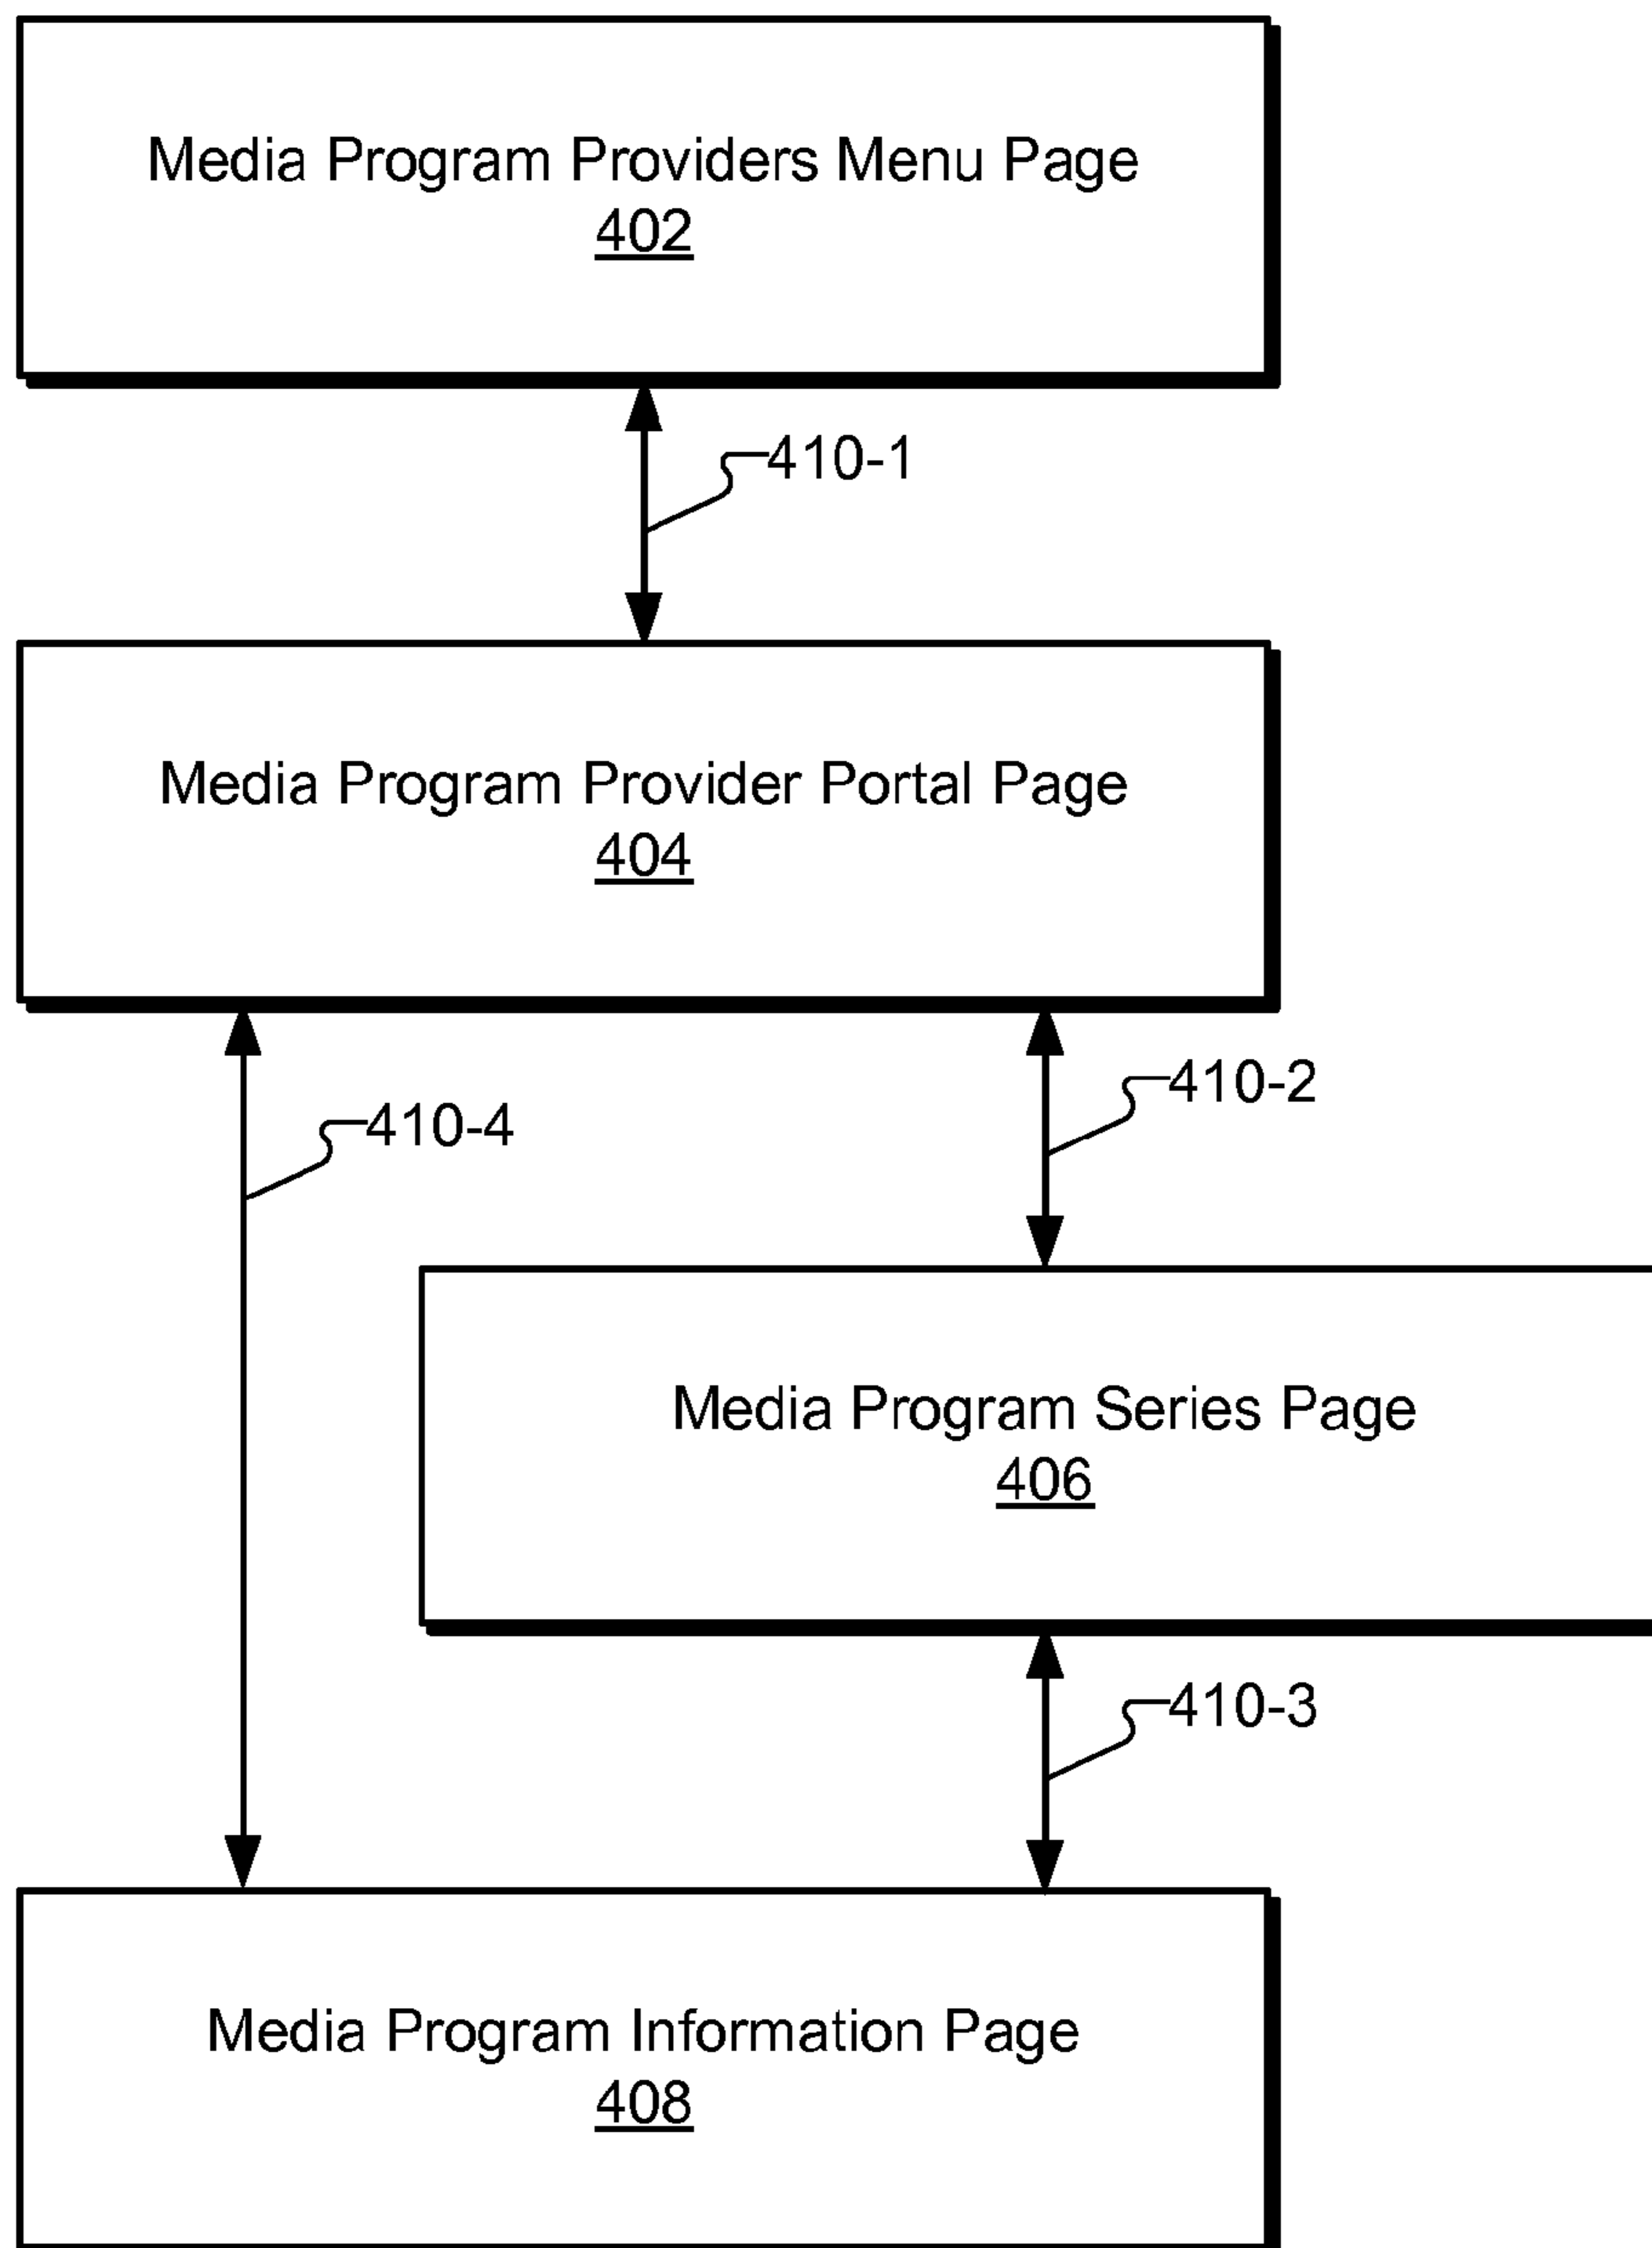 Media Program Providers Menu Page
402
410-1
Media Program Provider Portal Page
404
410-2
410-4
Media Program Series Page
406
410-3
Media Program Information Page
408